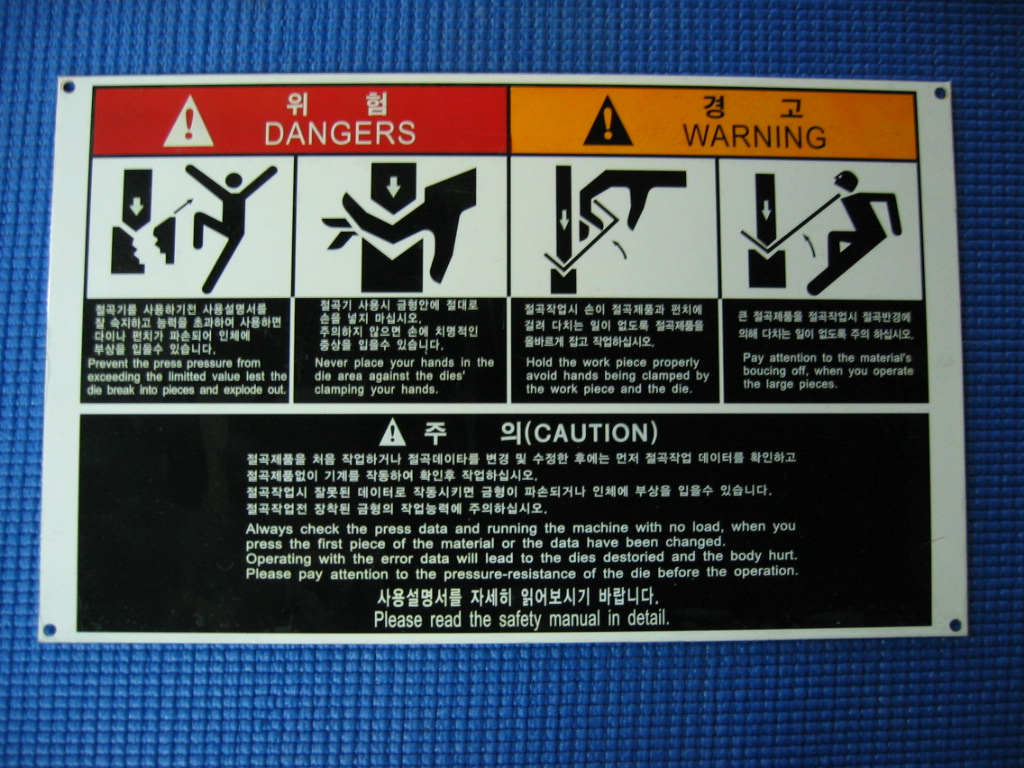 위 험
DANGERS
경 고
WARNING
절곡기를 사용하기전 사용설명서를
잘 숙지하고 능력을 초과하여 사용하면
다이나 펀치가 파손되어 인체에
부상을 입을수 있습니다.
Prevent the press pressure from
exceeding the limitted value lest the
die break into pieces and explode out.
절곡기 사용시 금형안에 절대로
손을 넣지 마십시오.
주의하지 않으면 손에 치명적인
중상을 입을수 있습니다.
Never place your hands in the
die area against the dies'
clamping your hands.
절곡작업시 손이 절곡제품과 펀치에
걸려 다치는 일이 없도록 절곡제품을
올바르게 잡고 작업하십시오.
Hold the work piece properly
avoid hands being clamped by
the work piece and the die.
큰 절곡제품을 절곡작업시 절곡반경에
의해 다치는 일이 없도록 주의 하십시오.
Pay attention to the material's
boucing off, when you operate
the large pieces.
주 의(CAUTION)
절곡제품을 처음 작업하거나 절곡데이타를 변경 및 수정한 후에는 먼저 절곡작업 데이터를 확인하고
절곡제품없이 기계를 작동하여 확인후 작업하십시오.
절곡작업시 잘못된 데이터로 작동시키면 금형이 파손되거나 인체에 부상을 입을수 있습니다.
절곡작업전 장착된 금형의 작업능력에 주의하십시오.
Always check the press data and running the machine with no load, when you
press the first piece of the material or the data have been changed.
Operating with the error data will lead to the dies destoried and the body hurt.
Please pay attention to the pressure-resistance of the die before the operation.
사용설명서를 자세히 읽어보시기 바랍니다.
Please read the safety manual in detail.